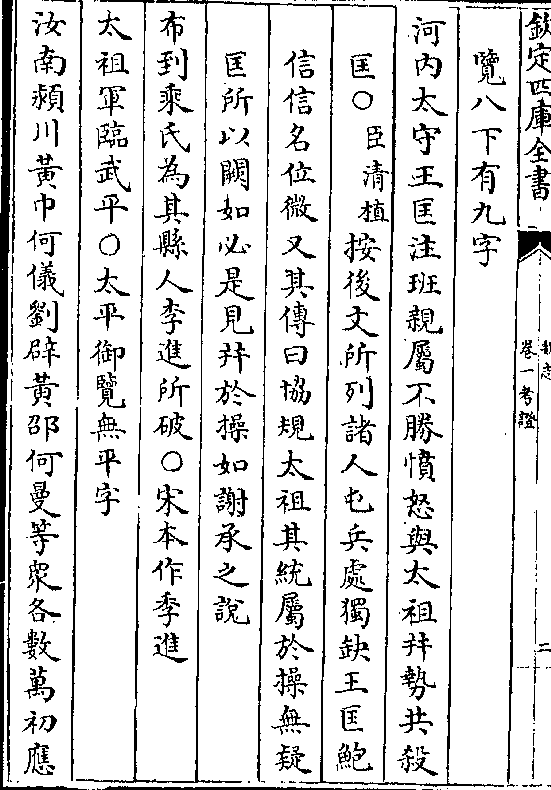 欽定四庫全書
魏志
卷一考證
二
覽八下有九字
河内太守王匡注班親屬不勝憤怒與太祖幷勢共殺
匡○臣清植按後文所列諸人屯兵處獨缺王匡鮑
信信名位微又其傳曰協規太祖其統屬於操無疑
匡所以闕如必是見幷於操如謝承之說
布到乘氏為其縣人李進所破○宋本作季進
太祖軍臨武平○太平御覽無平字
汝南潁川黃巾何儀劉辟黃邵何曼等衆各數萬初應